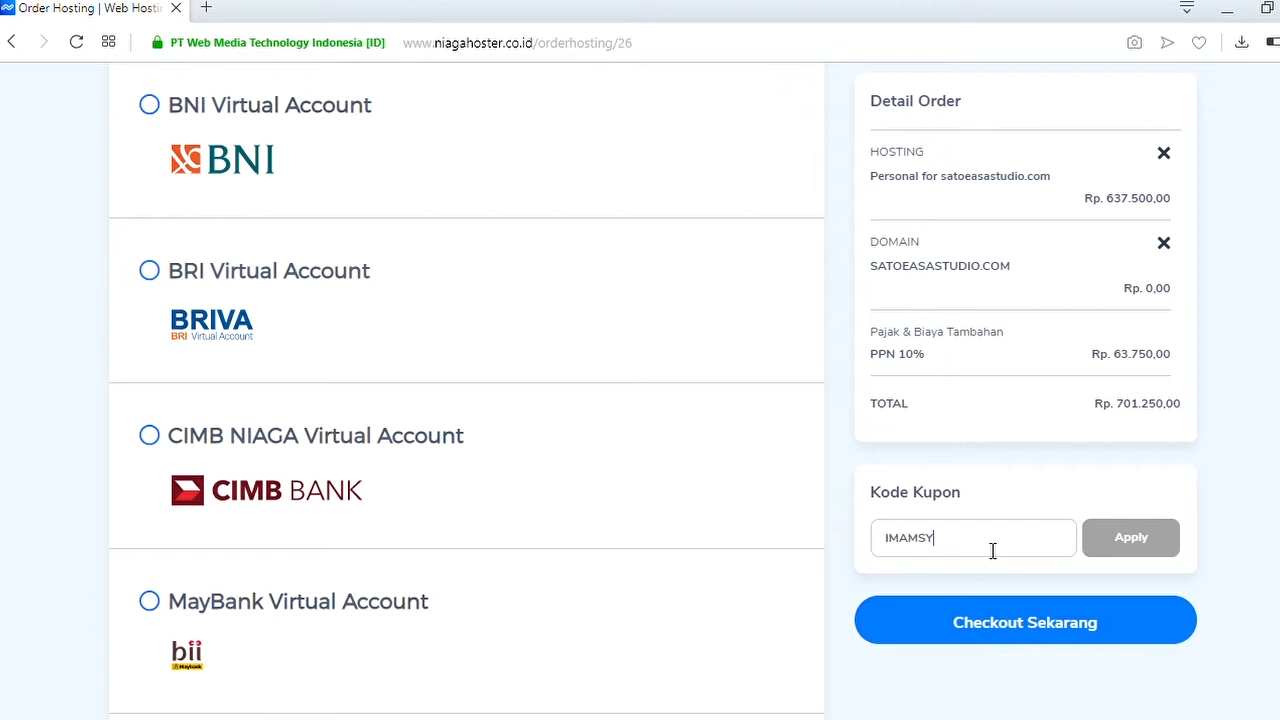 Order Hosting | Web Hosti
PT Web Media Technology Indonesia [ID]
www.niagahoster.co.id/orderhosting/26
BNI Virtual Account
BNI
BRI Virtual Account
BRIVA
BRI Virtual Account
CIMB NIAGA Virtual Account
CIMB BANK
MayBank Virtual Account
bii
Maybank
Detail Order
HOSTING
Personal for satoeasastudio.com
Rp. 637.500,00
DOMAIN
SATOEASASTUDIO.COM
Rp. 0,00
Pajak & Biaya Tambahan
PPN 10% Rp. 63.750,00
TOTAL Rp. 701.250,00
Kode Kupon
IMAMSY Apply
Checkout Sekarang